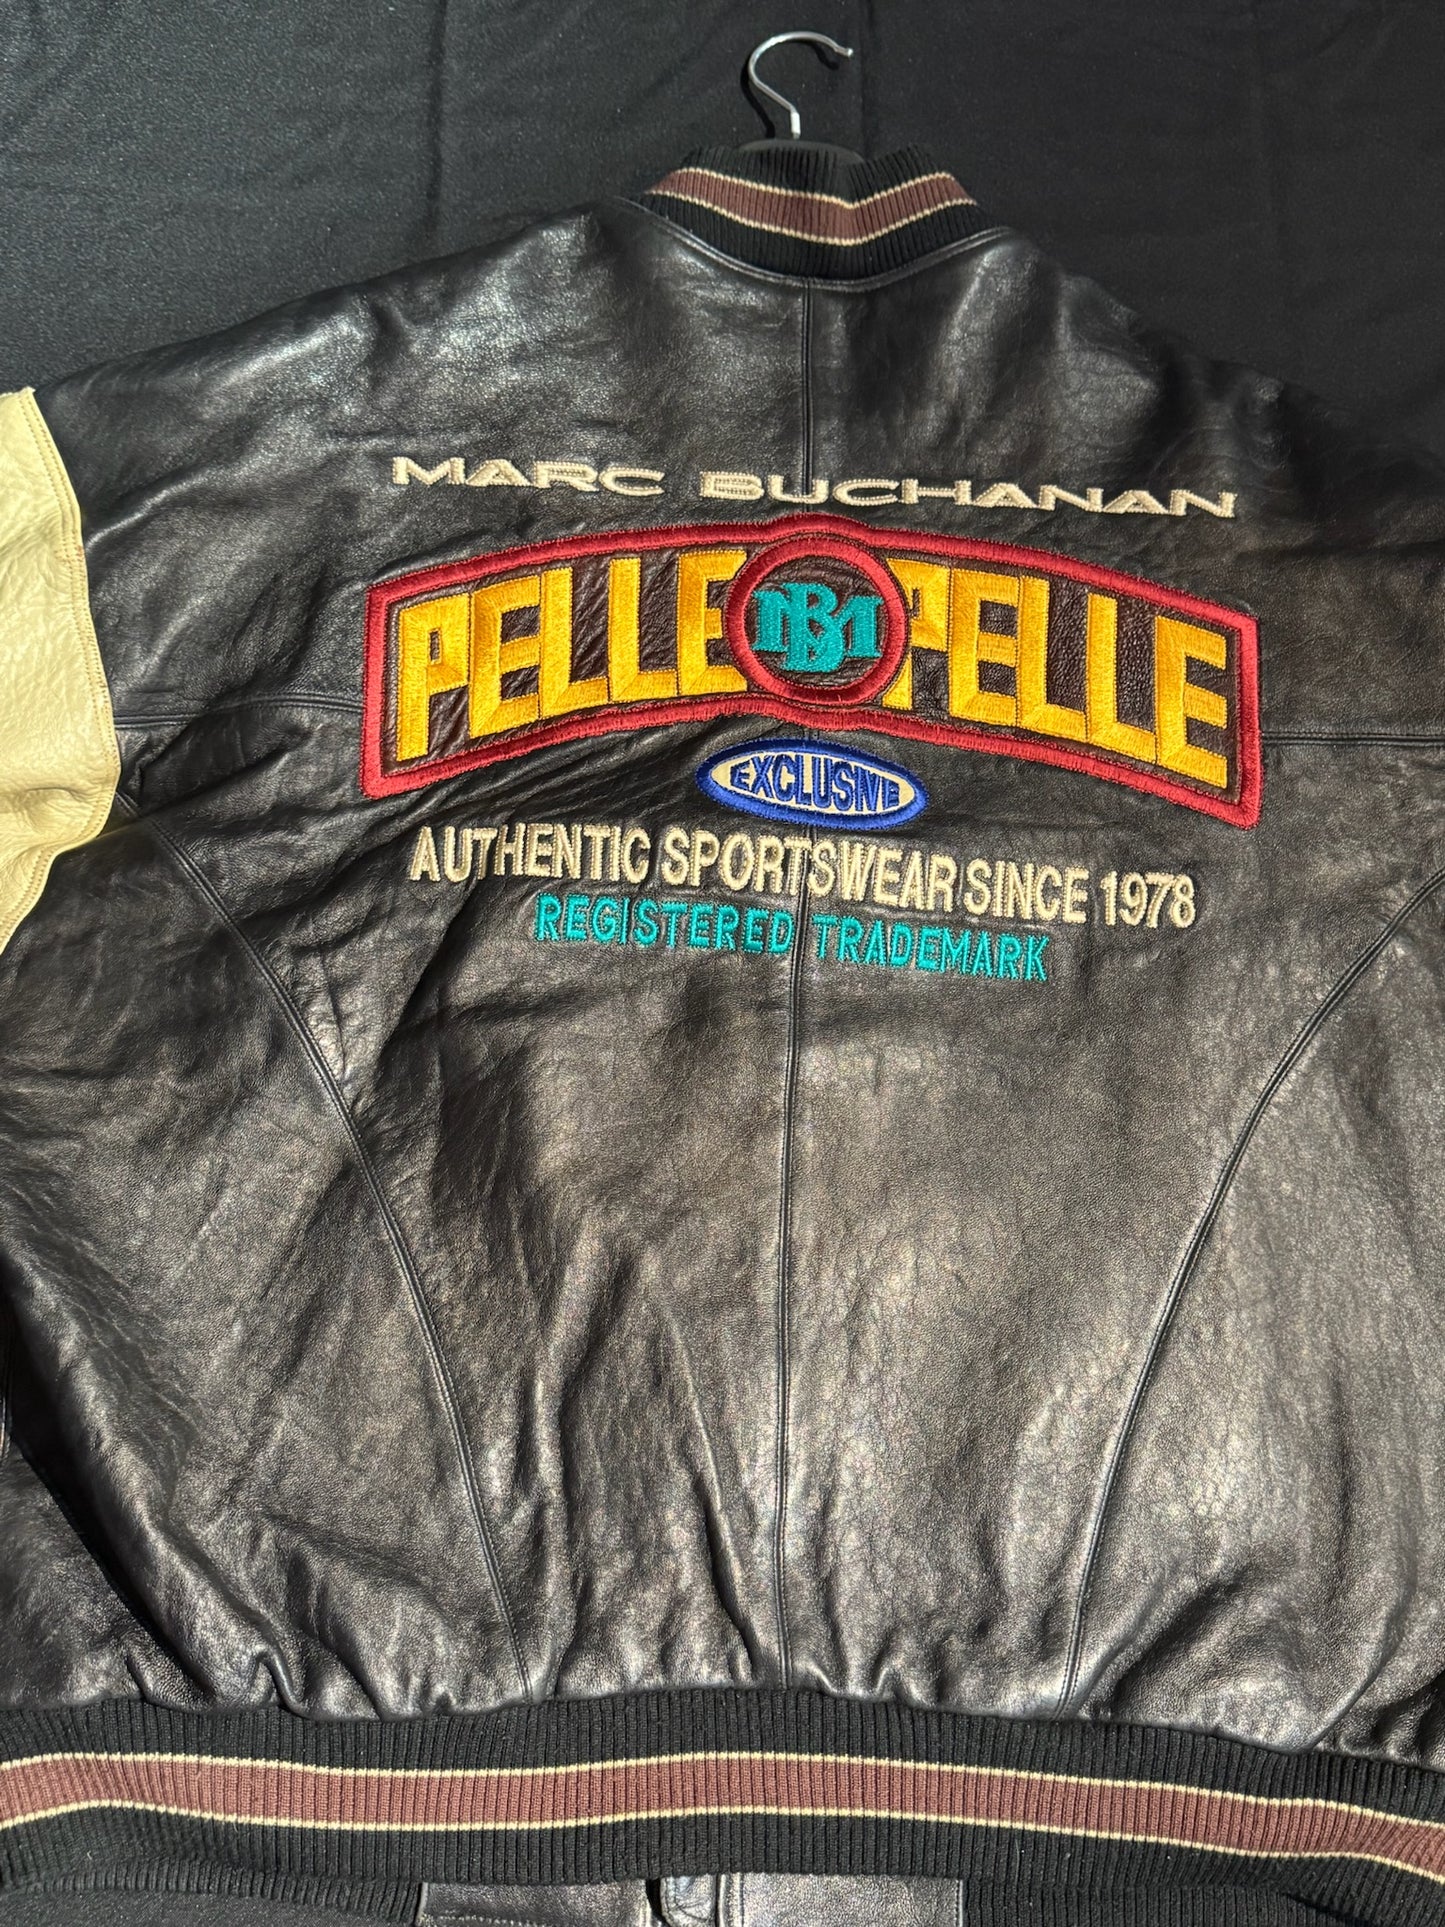 MARC BUCHANAN
PELLE MB PELLE
EXCLUSIVE
AUTHENTIC SPORTSWEAR SINCE 1978
REGISTERED TRADEMARK